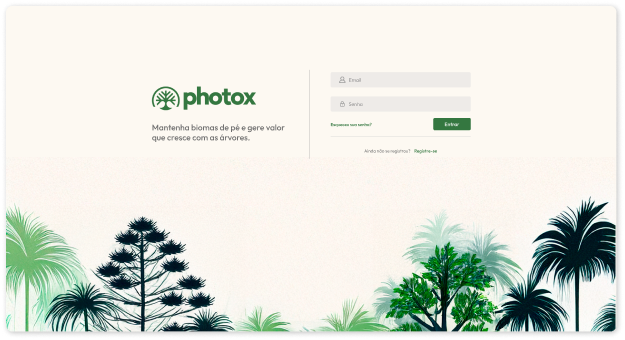 photox
Mantenha biomas de pé e gere valor
que cresce com as árvores.
Email
Senha
Esqueceu sua senha?
Entrar
Ainda não se registrou? Registre-se